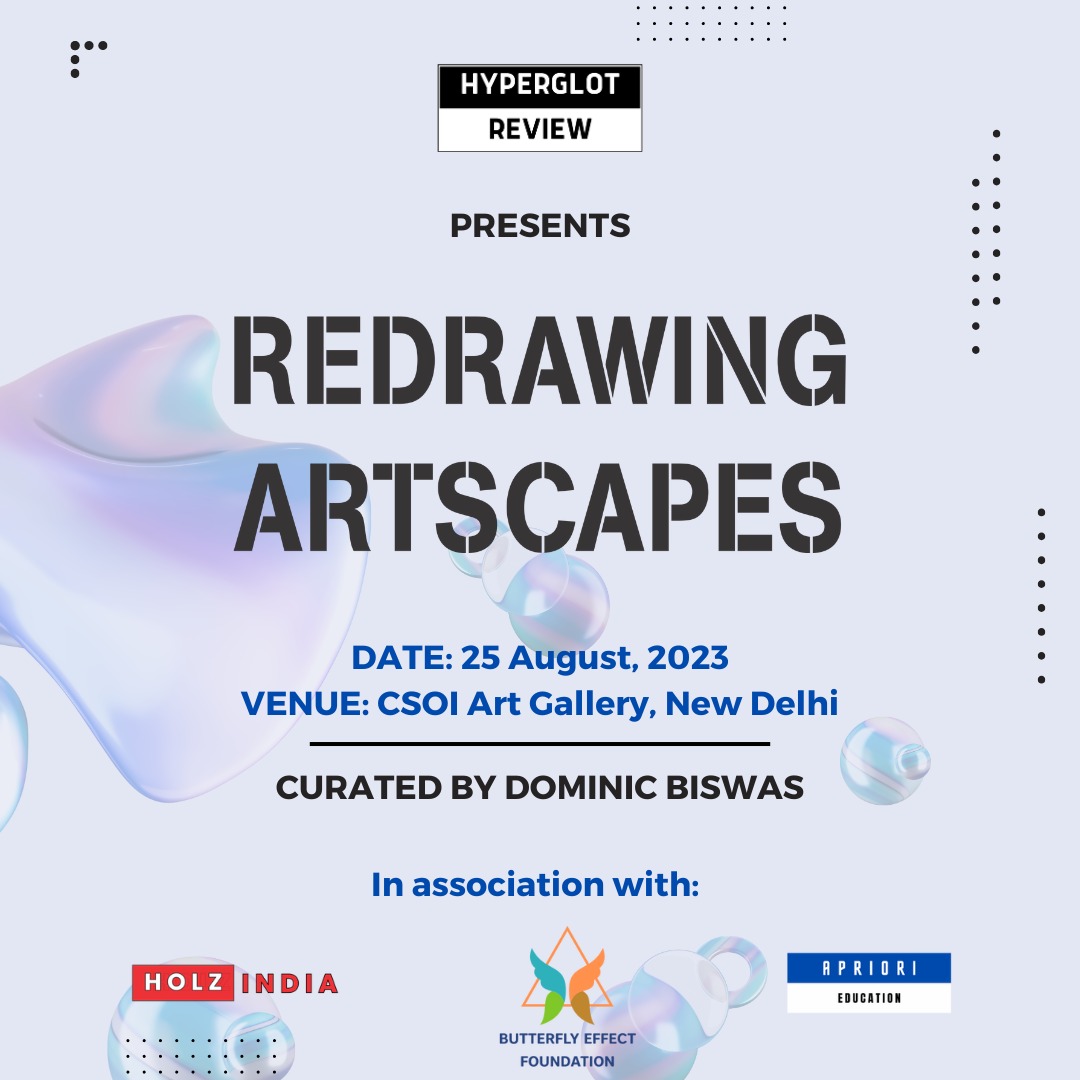 HYPERGLOT
REVIEW
PRESENTS
REDRAWING
ARTSCAPES
DATE: 25 August, 2023
VENUE: CSOI Art Gallery, New Delhi
CURATED BY DOMINIC BISWAS
In association with:
HOLZ INDIA
BUTTERFLY EFFECT
FOUNDATION
APRIORI
EDUCATION